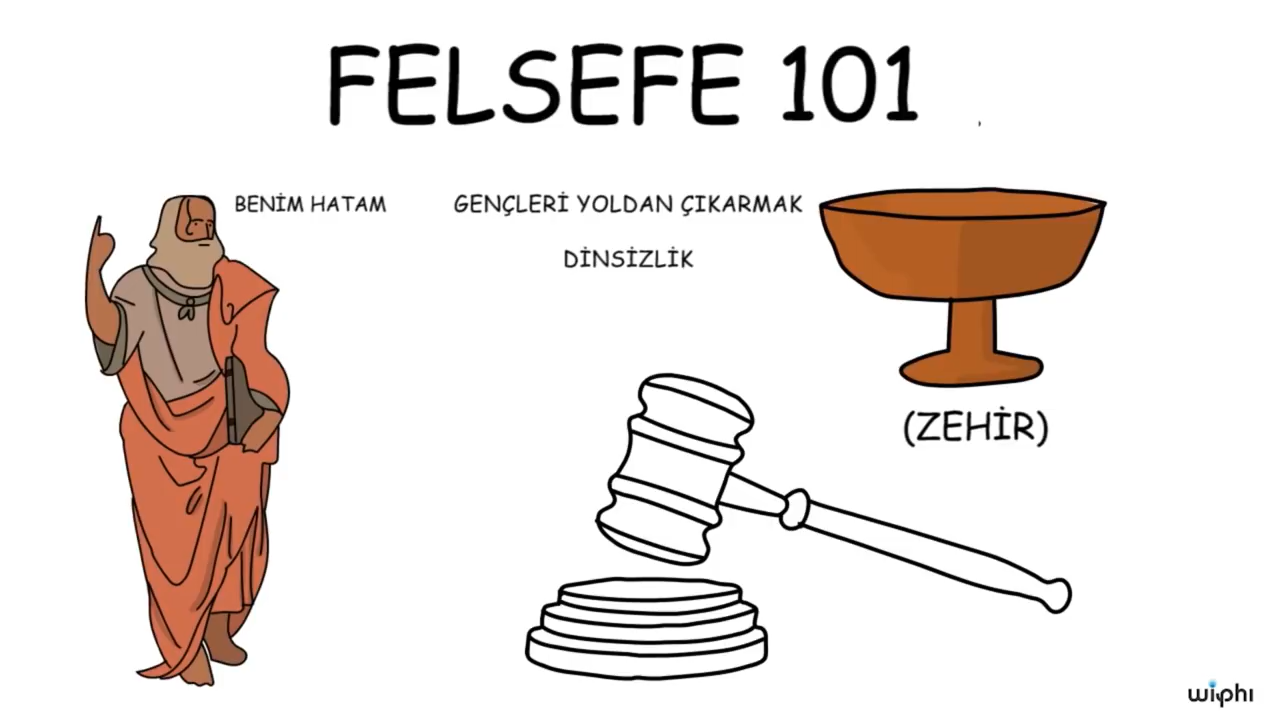 FELSEFE 101
BENİM HATAM
GENÇLERİ YOLDAN ÇIKARMAK
DİNSİZLİK
(ZEHİR)
wiphi